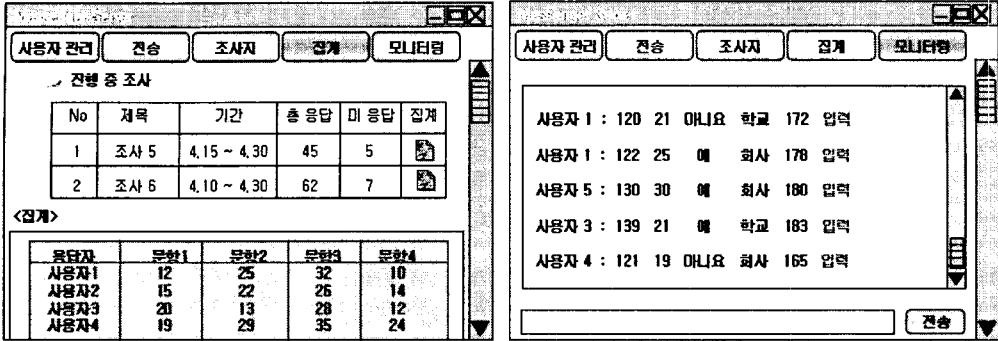 사용자 관리 전송 조사지 집계 모니터링
진행 중 조사
No 제목 기간 총 응답 미 응답 집계
1 조사 5 4.15 ~ 4.30 45 5
2 조사 6 4.10 ~ 4.30 62 7
<집계>
응답자 문항1 문항2 문항3 문항4
사용자1 12 25 32 10
사용자2 15 22 26 14
사용자3 20 13 28 12
사용자4 19 29 35 24
사용자 관리 전송 조사지 집계 모니터링
사용자 1 : 120 21 아니요 학교 172 입력
사용자 1 : 122 25 예 회사 178 입력
사용자 5 : 130 30 예 회사 180 입력
사용자 3 : 139 21 예 학교 183 입력
사용자 4 : 121 19 아니요 회사 165 입력
전송